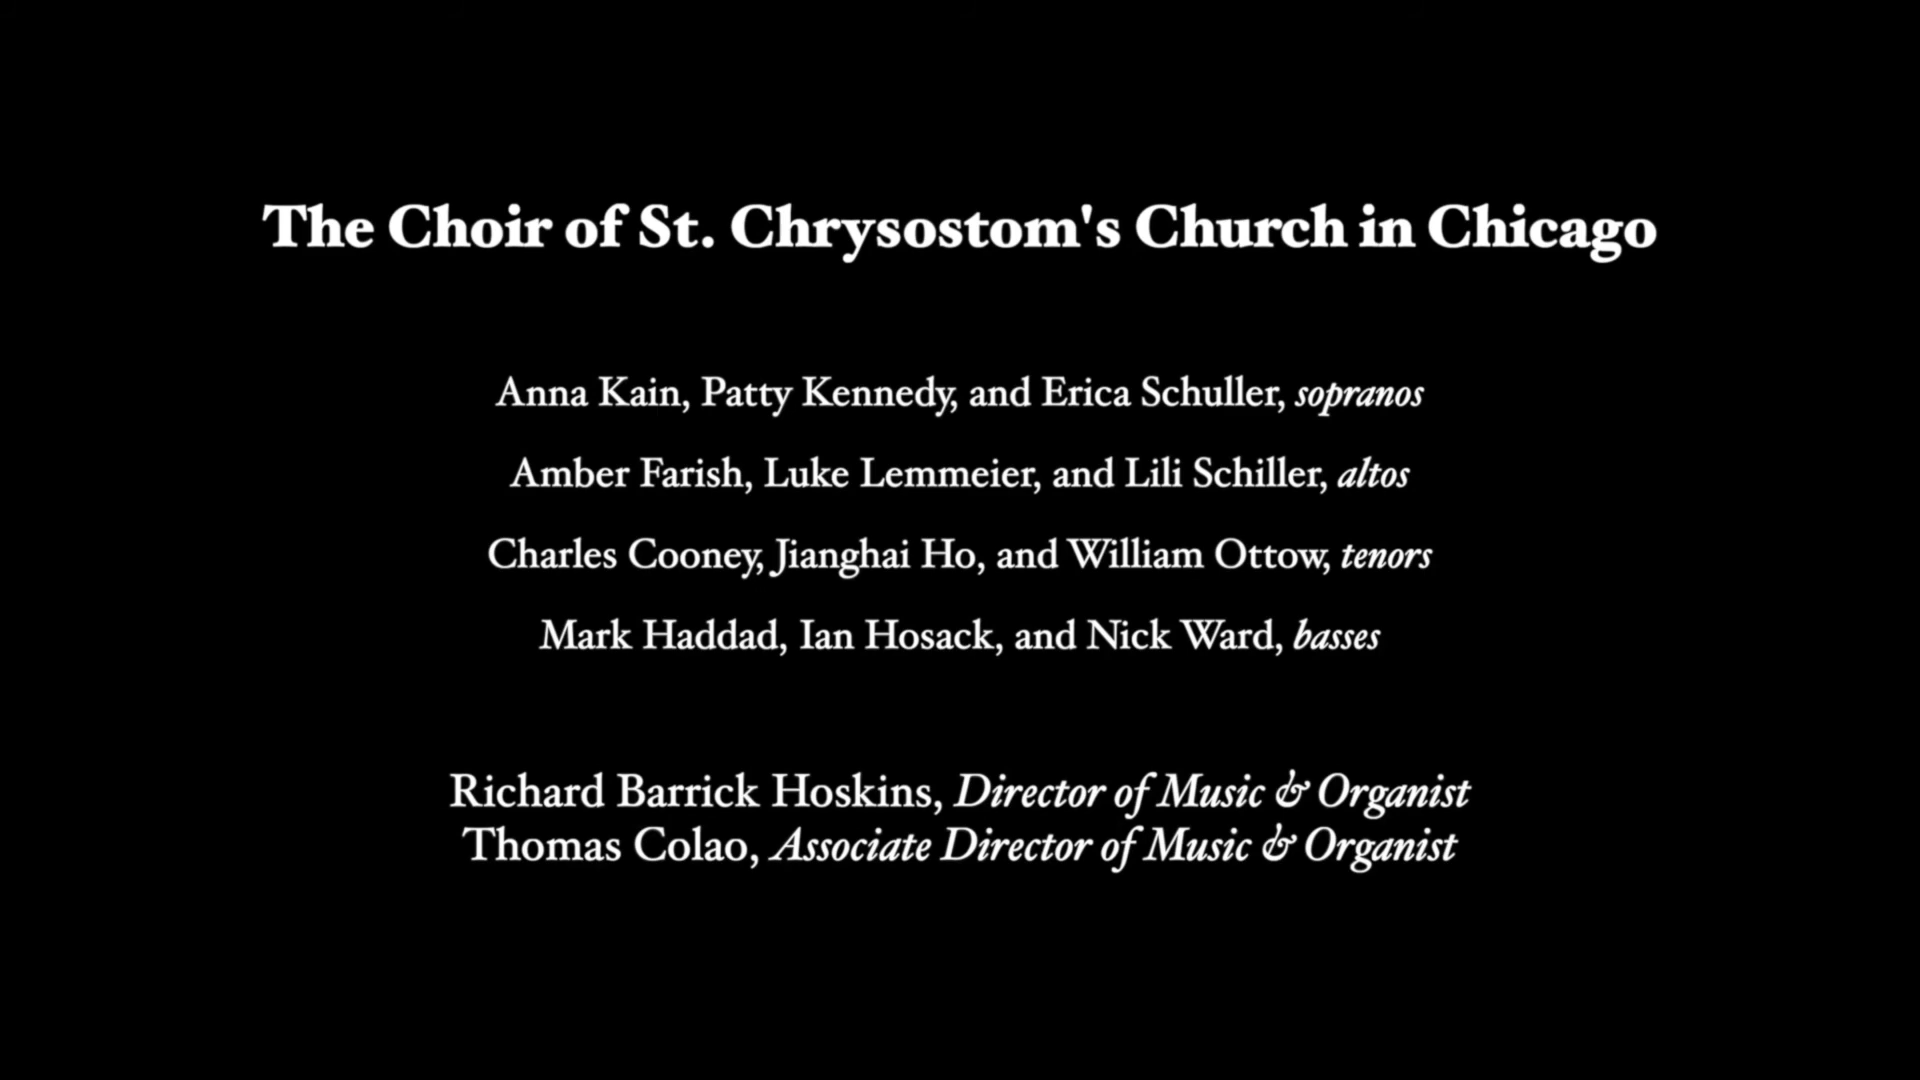 The Choir of St. Chrysostom's Church in Chicago
Anna Kain, Patty Kennedy, and Erica Schuller, sopranos
Amber Farish, Luke Lemmeier, and Lili Schiller, altos
Charles Cooney, Jianghai Ho, and William Ottow, tenors
Mark Haddad, Ian Hosack, and Nick Ward, basses
Richard Barrick Hoskins, Director of Music & Organist
Thomas Colao, Associate Director of Music & Organist